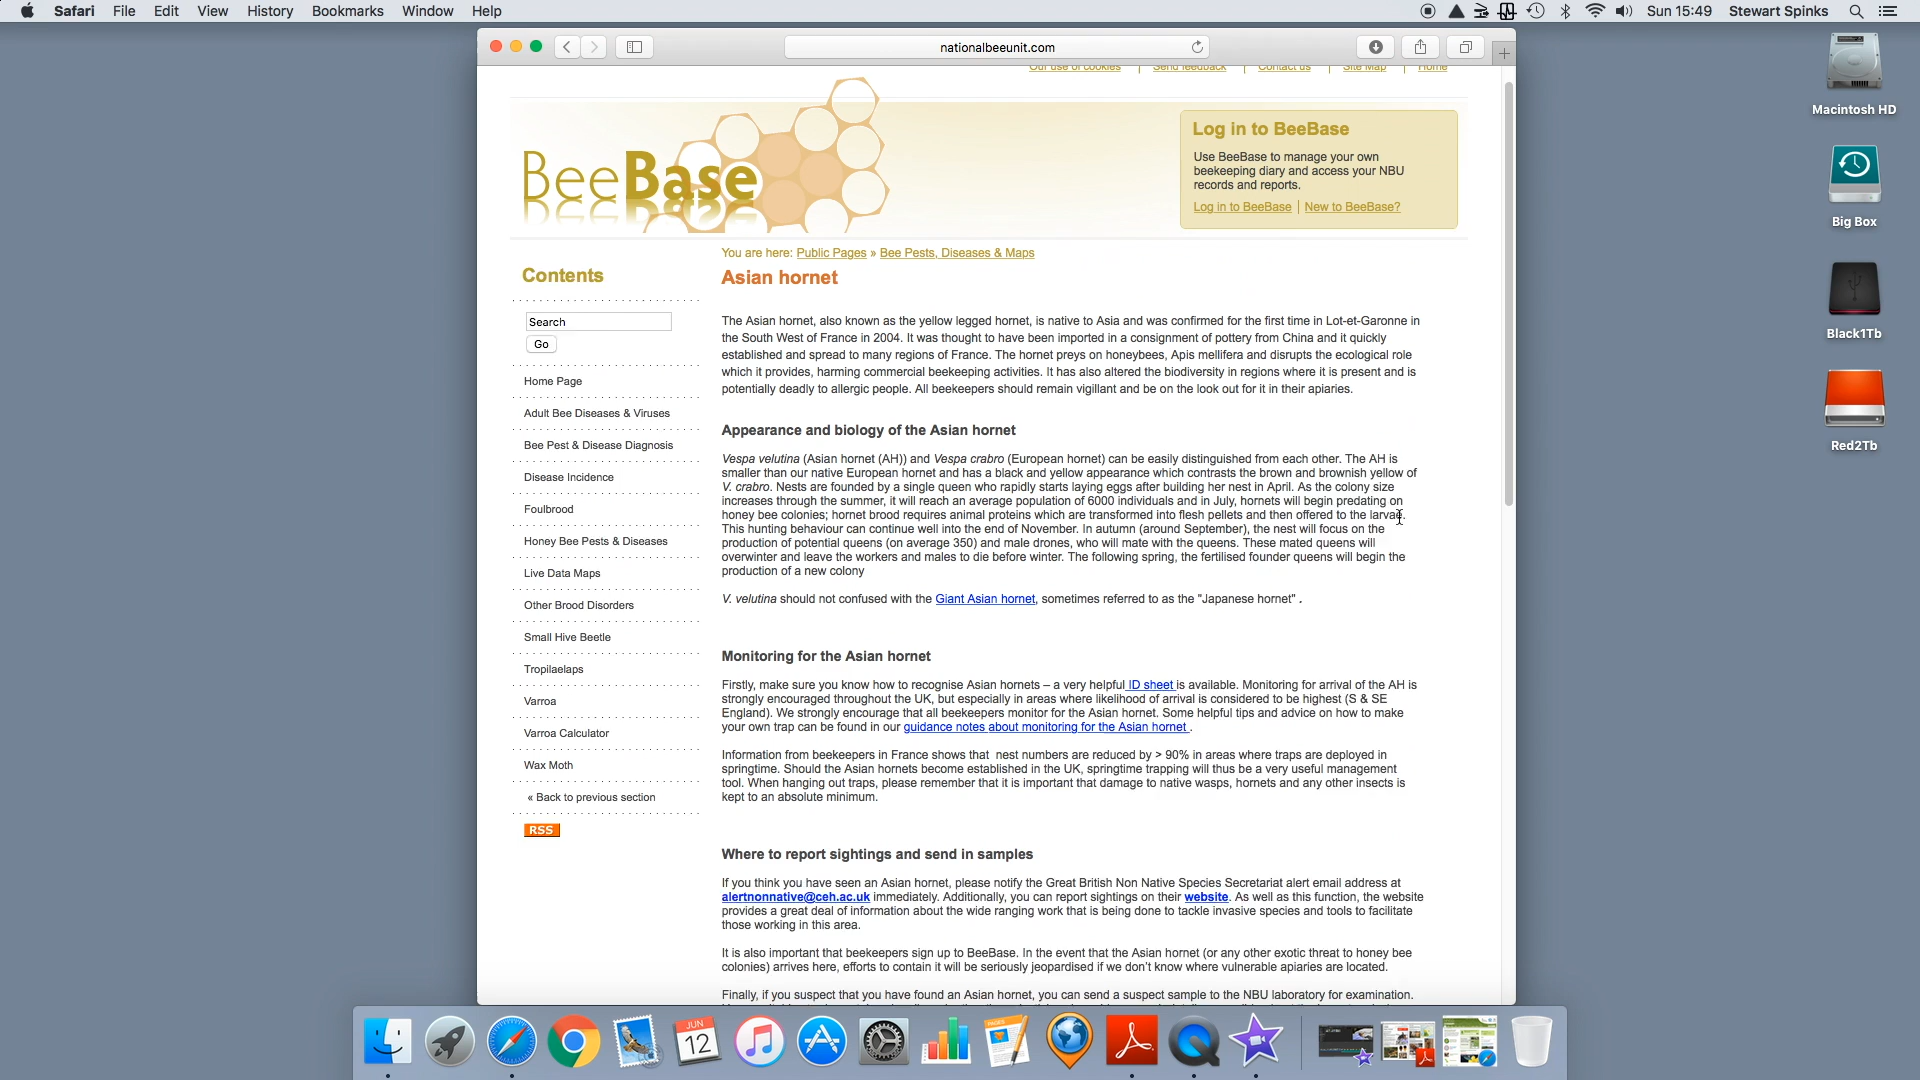 Safari File Edit View History Bookmarks Window Help Sun 15:49 Stewart Spinks
nationalbeeunit.com
Our use of cookies | Send feedback | Contact us | Site Map | Home
BeeBase
Log in to BeeBase
Use BeeBase to manage your own
beekeeping diary and access your NBU
records and reports.
Log in to BeeBase | New to BeeBase?
Contents
Search
Go
Home Page
Adult Bee Diseases & Viruses
Bee Pest & Disease Diagnosis
Disease Incidence
Foulbrood
Honey Bee Pests & Diseases
Live Data Maps
Other Brood Disorders
Small Hive Beetle
Tropilaelaps
Varroa
Varroa Calculator
Wax Moth
« Back to previous section
RSS
You are here: Public Pages » Bee Pests, Diseases & Maps
Asian hornet
The Asian hornet, also known as the yellow legged hornet, is native to Asia and was confirmed for the first time in Lot-et-Garonne in
the South West of France in 2004. It was thought to have been imported in a consignment of pottery from China and it quickly
established and spread to many regions of France. The hornet preys on honeybees, Apis mellifera and disrupts the ecological role
which it provides, harming commercial beekeeping activities. It has also altered the biodiversity in regions where it is present and is
potentially deadly to allergic people. All beekeepers should remain vigillant and be on the look out for it in their apiaries.
Appearance and biology of the Asian hornet
Vespa velutina (Asian hornet (AH)) and Vespa crabro (European hornet) can be easily distinguished from each other. The AH is
smaller than our native European hornet and has a black and yellow appearance which contrasts the brown and brownish yellow of
V. crabro. Nests are founded by a single queen who rapidly starts laying eggs after building her nest in April. As the colony size
increases through the summer, it will reach an average population of 6000 individuals and in July, hornets will begin predating on
honey bee colonies; hornet brood requires animal proteins which are transformed into flesh pellets and then offered to the larvae.
This hunting behaviour can continue well into the end of November. In autumn (around September), the nest will focus on the
production of potential queens (on average 350) and male drones, who will mate with the queens. These mated queens will
overwinter and leave the workers and males to die before winter. The following spring, the fertilised founder queens will begin the
production of a new colony
V. velutina should not confused with the Giant Asian hornet, sometimes referred to as the "Japanese hornet" .
Monitoring for the Asian hornet
Firstly, make sure you know how to recognise Asian hornets – a very helpful ID sheet is available. Monitoring for arrival of the AH is
strongly encouraged throughout the UK, but especially in areas where likelihood of arrival is considered to be highest (S & SE
England). We strongly encourage that all beekeepers monitor for the Asian hornet. Some helpful tips and advice on how to make
your own trap can be found in our guidance notes about monitoring for the Asian hornet .
Information from beekeepers in France shows that nest numbers are reduced by > 90% in areas where traps are deployed in
springtime. Should the Asian hornets become established in the UK, springtime trapping will thus be a very useful management
tool. When hanging out traps, please remember that it is important that damage to native wasps, hornets and any other insects is
kept to an absolute minimum.
Where to report sightings and send in samples
If you think you have seen an Asian hornet, please notify the Great British Non Native Species Secretariat alert email address at
alertnonnative@ceh.ac.uk immediately. Additionally, you can report sightings on their website. As well as this function, the website
provides a great deal of information about the wide ranging work that is being done to tackle invasive species and tools to facilitate
those working in this area.
It is also important that beekeepers sign up to BeeBase. In the event that the Asian hornet (or any other exotic threat to honey bee
colonies) arrives here, efforts to contain it will be seriously jeopardised if we don't know where vulnerable apiaries are located.
Finally, if you suspect that you have found an Asian hornet, you can send a suspect sample to the NBU laboratory for examination.
Macintosh HD
Big Box
Black1Tb
Red2Tb
JUN
12
PAGES